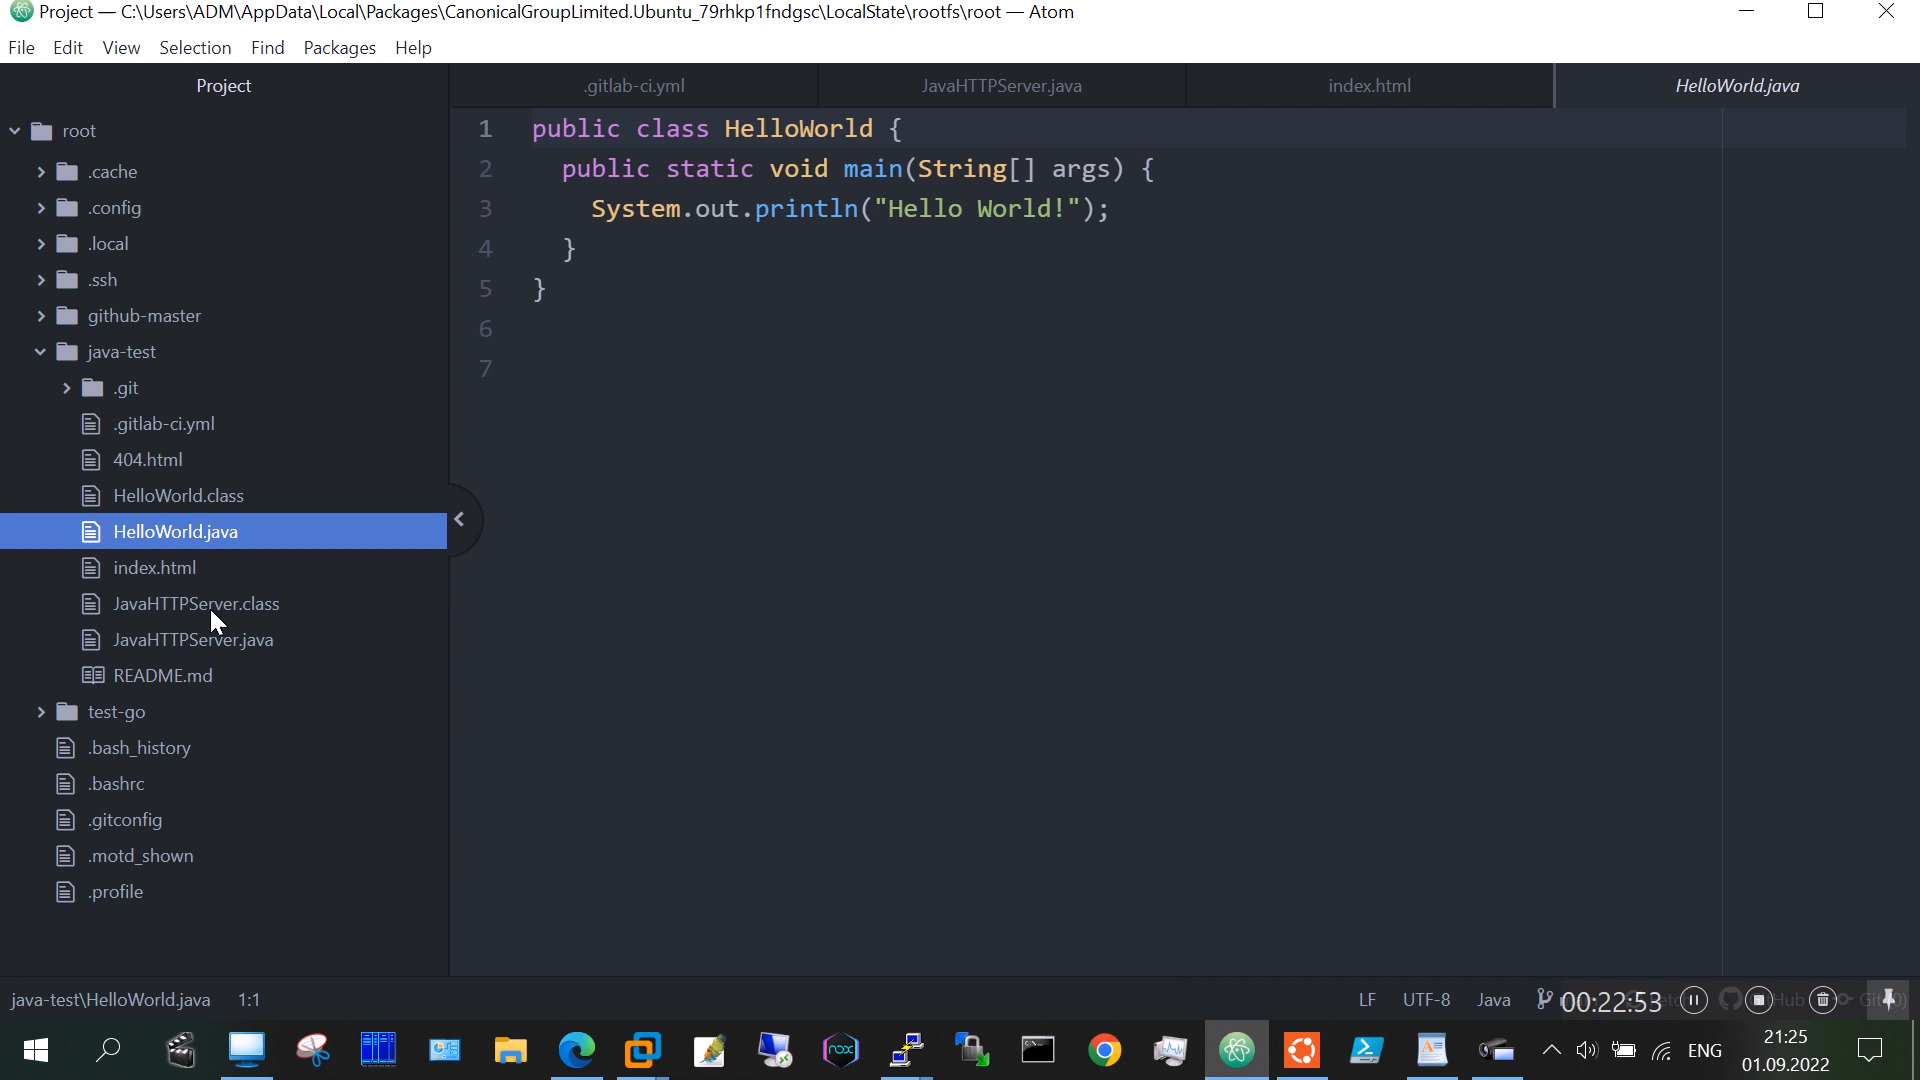 Project — C:\Users\ADM\AppData\Local\Packages\CanonicalGroupLimited.Ubuntu_79rhkp1fndgsc\LocalState\rootfs\root — Atom
File Edit View Selection Find Packages Help
Project
.gitlab-ci.yml JavaHTTPServer.java index.html HelloWorld.java
root
.cache
.config
.local
.ssh
github-master
java-test
.git
.gitlab-ci.yml
404.html
HelloWorld.class
HelloWorld.java
index.html
JavaHTTPServer.class
JavaHTTPServer.java
README.md
test-go
.bash_history
.bashrc
.gitconfig
.motd_shown
.profile
1 public class HelloWorld {
2 public static void main(String[] args) {
3 System.out.println("Hello World!");
4 }
5 }
6
7
java-test\HelloWorld.java 1:1
LF UTF-8 Java 00:22:53
nox
ENG
21:25
01.09.2022